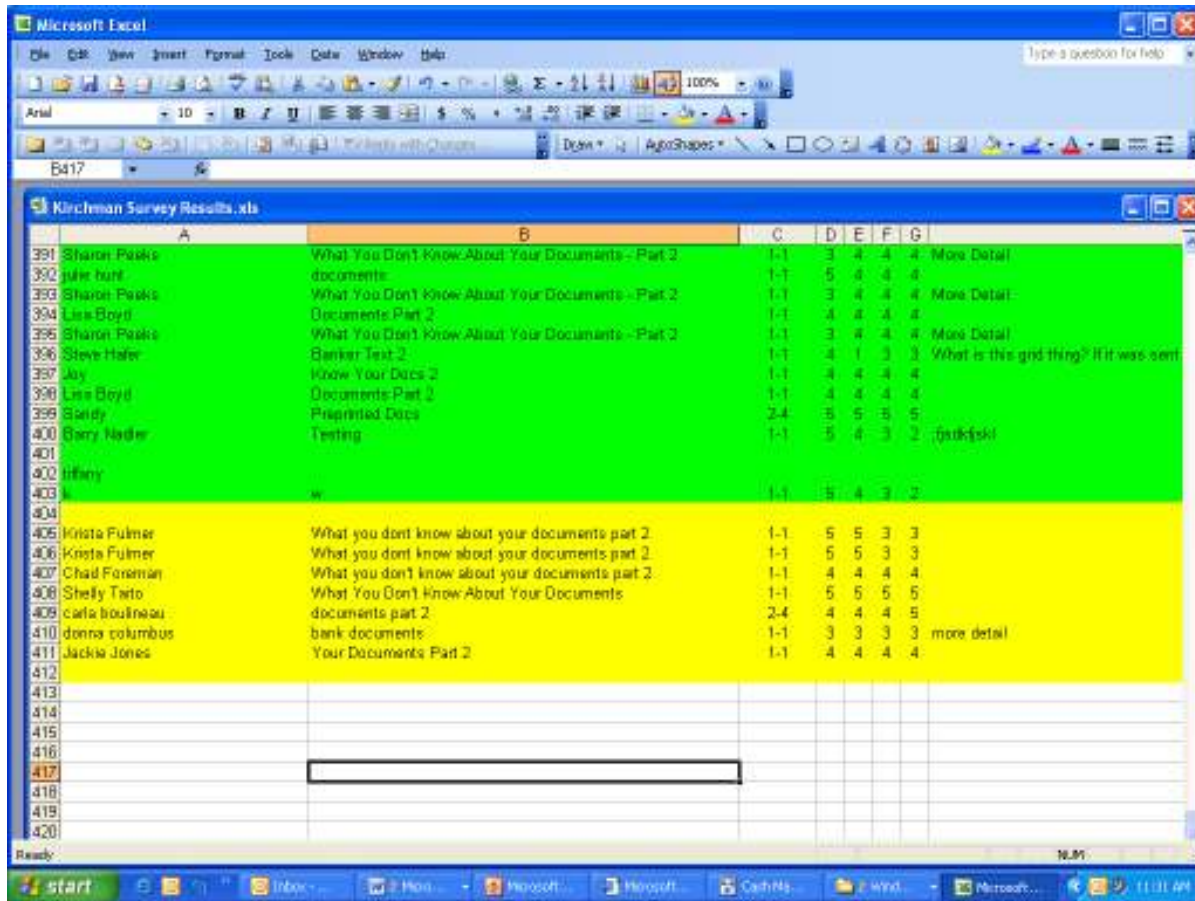 Microsoft Excel
File Edit View Insert Format Tools Data Window Help Type a question for help
100%
Arial 10 B I U $ %
Draw AutoShapes
B417 fx
Kirchman Survey Results.xls
A B C D E F G
391 Sharon Peeks What You Don't Know About Your Documents - Part 2 1-1 3 4 4 4 More Detail
392 julie hunt documents 1-1 5 4 4 4
393 Sharon Peeks What You Don't Know About Your Documents - Part 2 1-1 3 4 4 4 More Detail
394 Lisa Boyd Documents Part 2 1-1 4 4 4 4
395 Sharon Peeks What You Don't Know About Your Documents - Part 2 1-1 3 4 4 4 More Detail
396 Steve Hafer Banker Text 2 1-1 4 1 3 3 What is this grid thing? If it was sent
397 Joy Know Your Docs 2 1-1 4 4 4 4
398 Lisa Boyd Documents Part 2 1-1 4 4 4 4
399 Sandy Preprinted Docs 2-4 5 5 5 5
400 Barry Nadler Testing 1-1 5 4 3 2
401
402 tiffany
403 k w 1-1 5 4 3 2
404
405 Krista Fulmer What you dont know about your documents part 2 1-1 5 5 3 3
406 Krista Fulmer What you dont know about your documents part 2 1-1 5 5 3 3
407 Chad Foreman What you don't know about your documents part 2 1-1 4 4 4 4
408 Shelly Taito What You Don't Know About Your Documents 1-1 5 5 5 5
409 carla boulineau documents part 2 2-4 4 4 4 5
410 donna columbus bank documents 1-1 3 3 3 3 more detail
411 Jackie Jones Your Documents Part 2 1-1 4 4 4 4
412
413
414
415
416
417
418
419
420
Ready NUM
start Inbox -... Microsoft... Microsoft... Microsoft... 11:31 AM